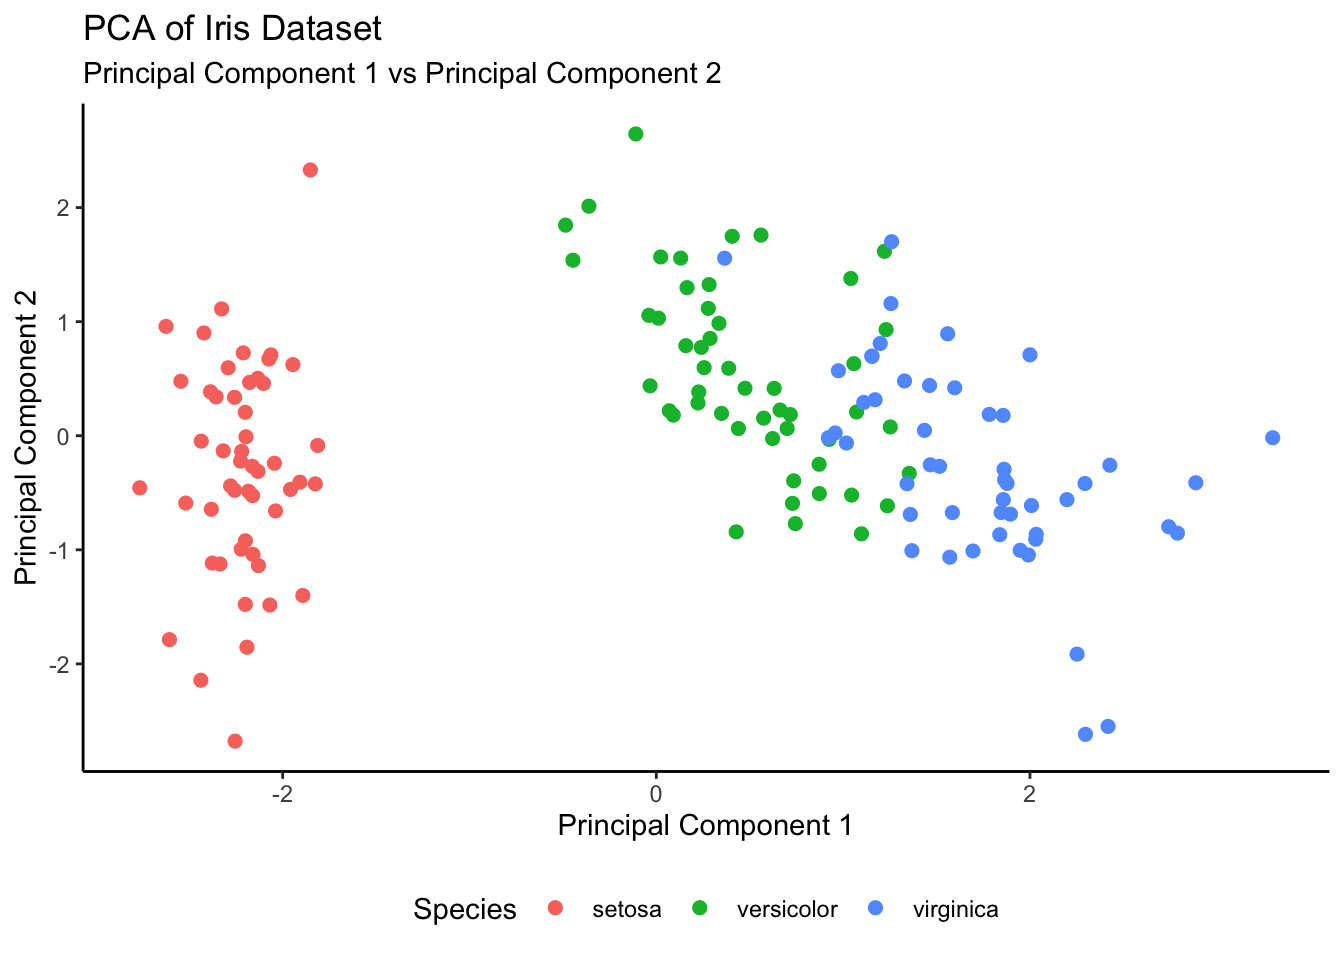 PCA of Iris Dataset
Principal Component 1 vs Principal Component 2
Principal Component 2
2
1
0
-1
-2
-2 0 2
Principal Component 1
Species setosa versicolor virginica